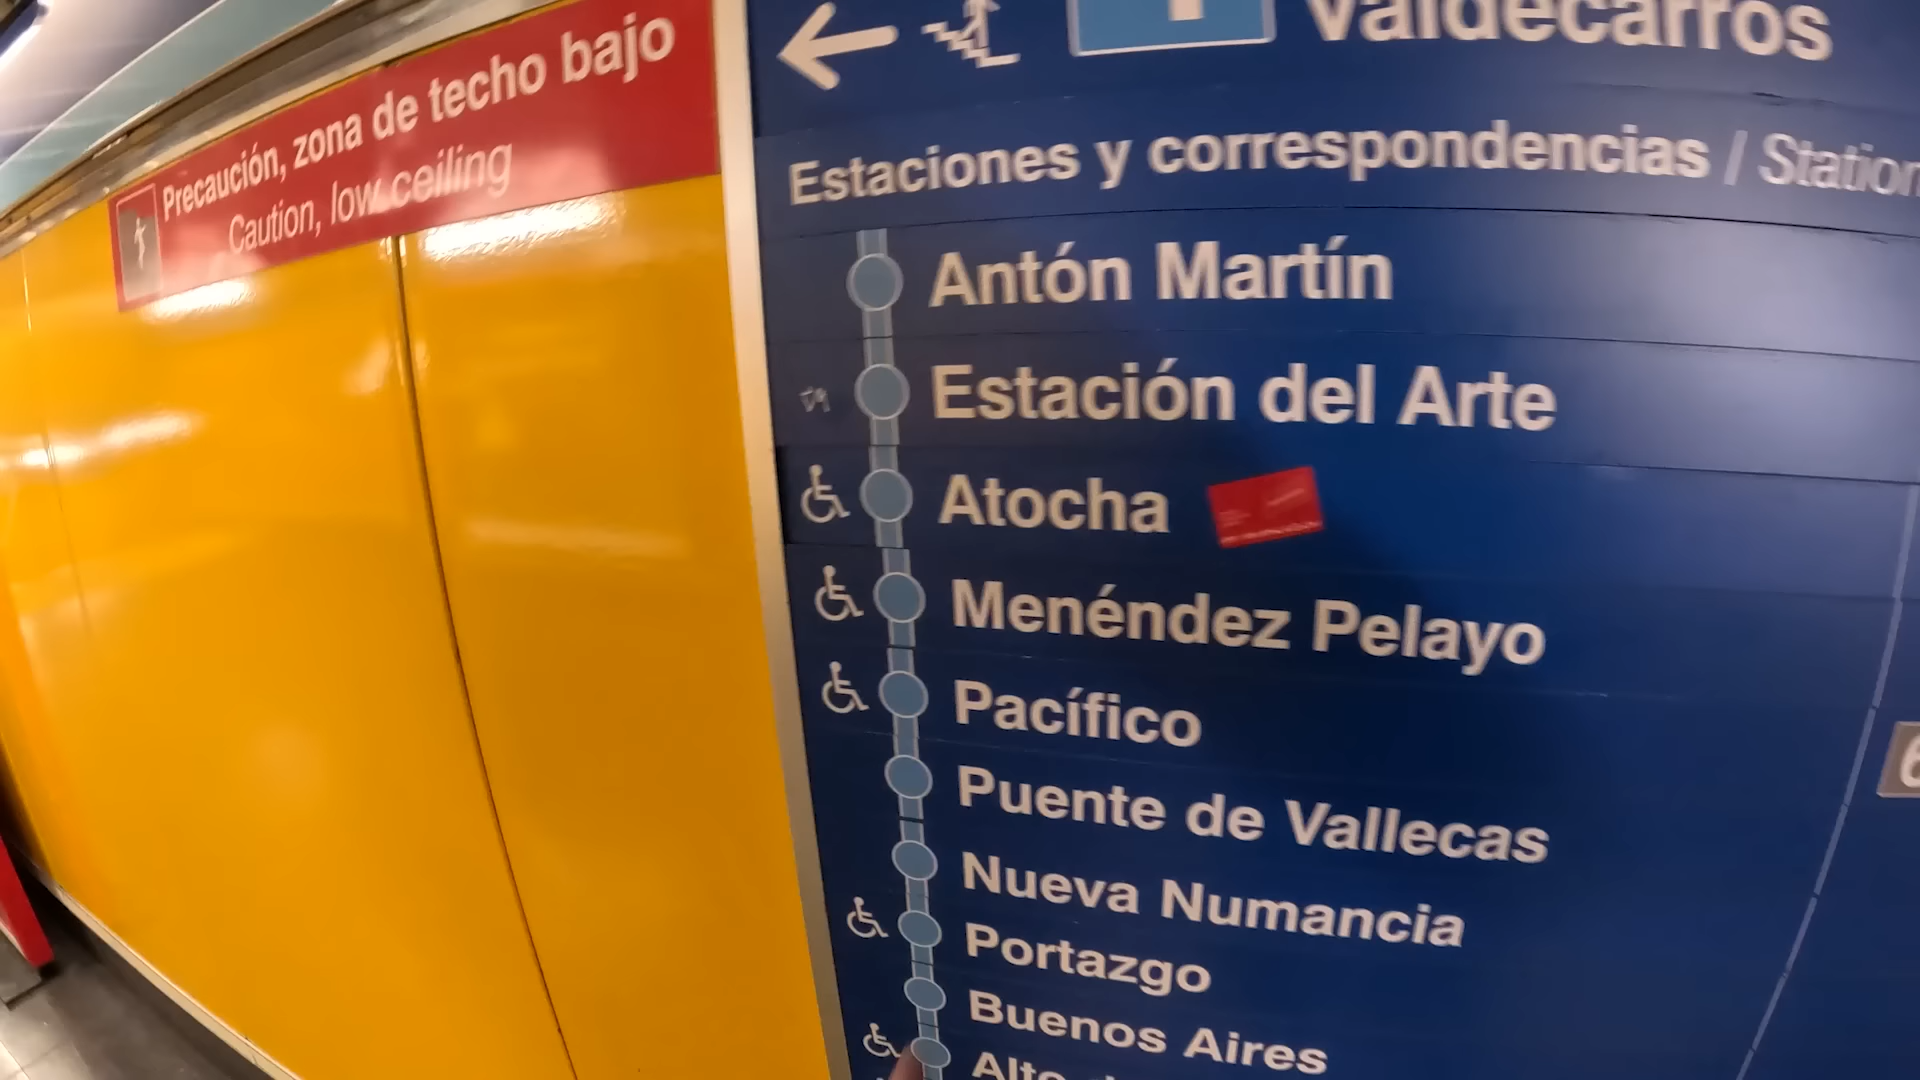 Precaución, zona de techo bajo
Caution, low ceiling
Valdecarros
Estaciones y correspondencias / Station
Antón Martín
Estación del Arte
Atocha
Menéndez Pelayo
Pacífico
6
Puente de Vallecas
Nueva Numancia
Portazgo
Buenos Aires
Alto